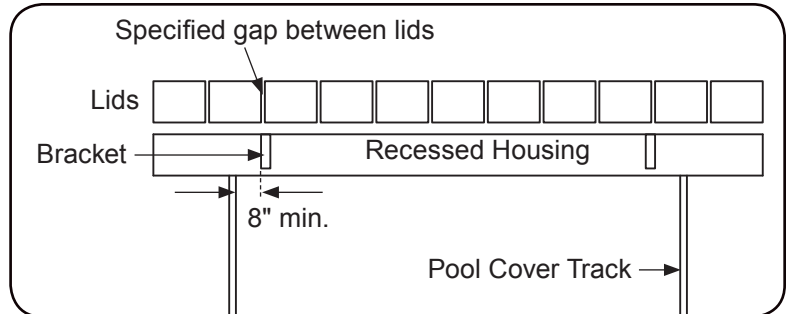 Specified gap between lids
Lids
Bracket
Recessed Housing
8" min.
Pool Cover Track